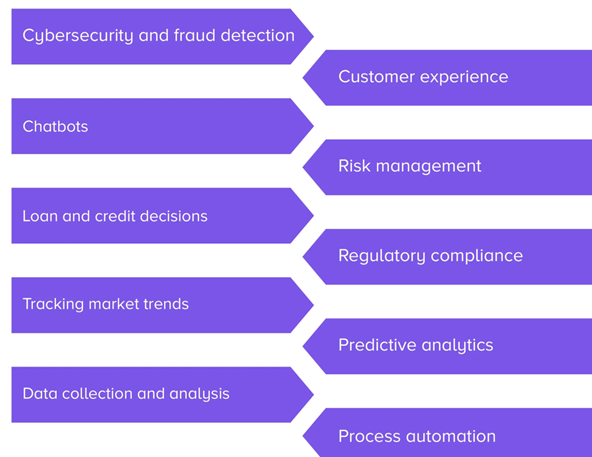 Cybersecurity and fraud detection
Customer experience
Chatbots
Risk management
Loan and credit decisions
Regulatory compliance
Tracking market trends
Predictive analytics
Data collection and analysis
Process automation